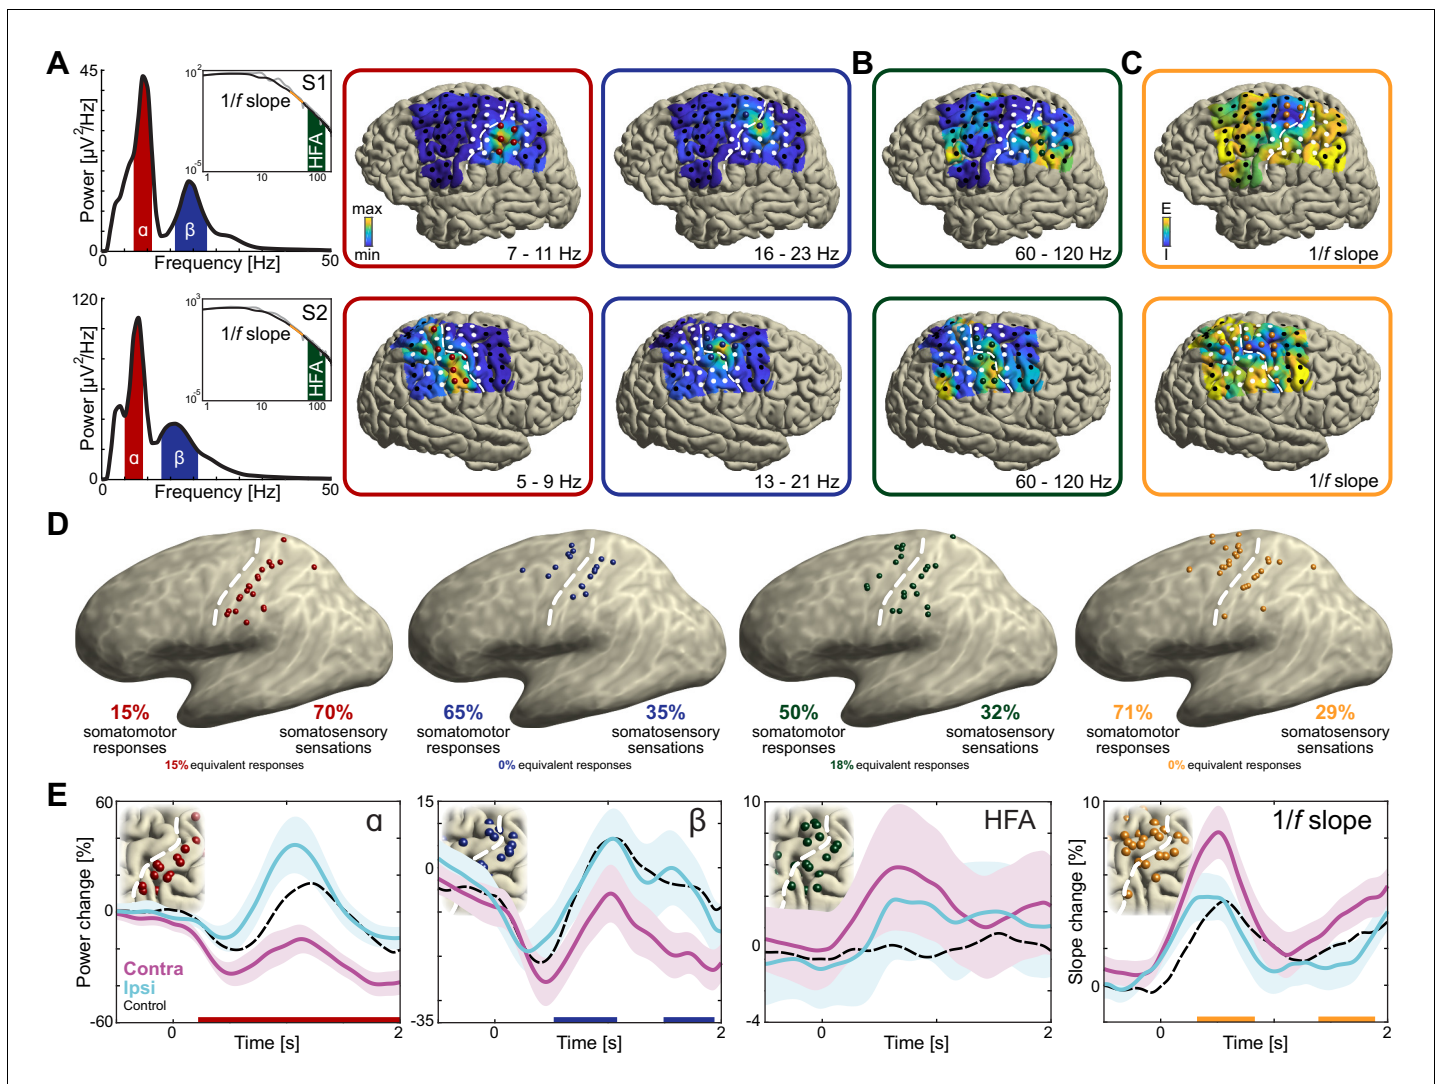 A
B
C
45
Power [µV²/Hz]
0
0
Frequency [Hz]
50
α
β
10²
10⁻⁵
1
10
100
S1
1/f slope
HFA
max
min
7 - 11 Hz
16 - 23 Hz
60 - 120 Hz
E
I
1/f slope
120
Power [µV²/Hz]
0
0
Frequency [Hz]
50
α
β
10³
10⁻⁵
1
10
100
S2
1/f slope
HFA
5 - 9 Hz
13 - 21 Hz
60 - 120 Hz
1/f slope
D
15%
somatomotor
responses
70%
somatosensory
sensations
15% equivalent responses
65%
somatomotor
responses
35%
somatosensory
sensations
0% equivalent responses
50%
somatomotor
responses
32%
somatosensory
sensations
18% equivalent responses
71%
somatomotor
responses
29%
somatosensory
sensations
0% equivalent responses
E
60
Power change [%]
0
-60
α
Contra
Ipsi
Control
0
2
Time [s]
15
0
-35
β
0
2
Time [s]
10
0
-4
HFA
0
2
Time [s]
10
Slope change [%]
0
1/f slope
0
2
Time [s]